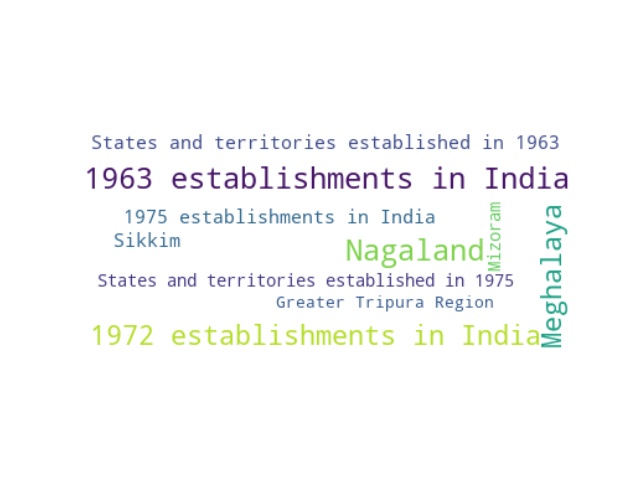 States and territories established in 1963
1963 establishments in India
1975 establishments in India
Sikkim
Nagaland
Mizoram
Meghalaya
States and territories established in 1975
Greater Tripura Region
1972 establishments in India